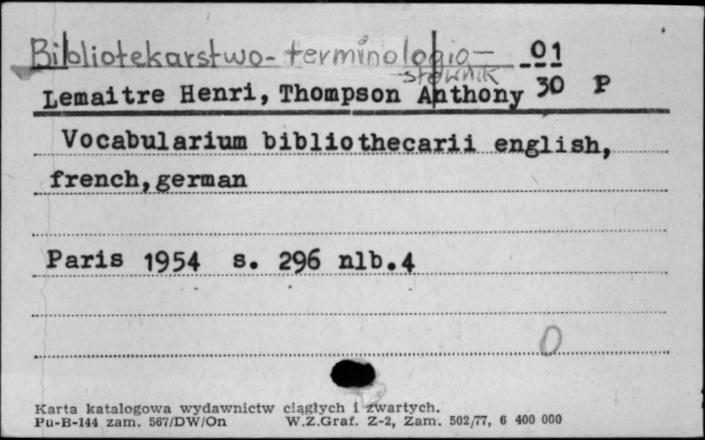 Bibliotekarstwo - terminologia - 01
słownik
Lemaitre Henri, Thompson Anthony 30 P
Vocabularium bibliothecarii english,
french,german
Paris 1954 s. 296 nlb.4
0
Karta katalogowa wydawnictw ciągłych i zwartych.
Pu-B-144 zam. 567/DW/On W.Z.Graf. Z-2, Zam. 502/77, 6 400 000